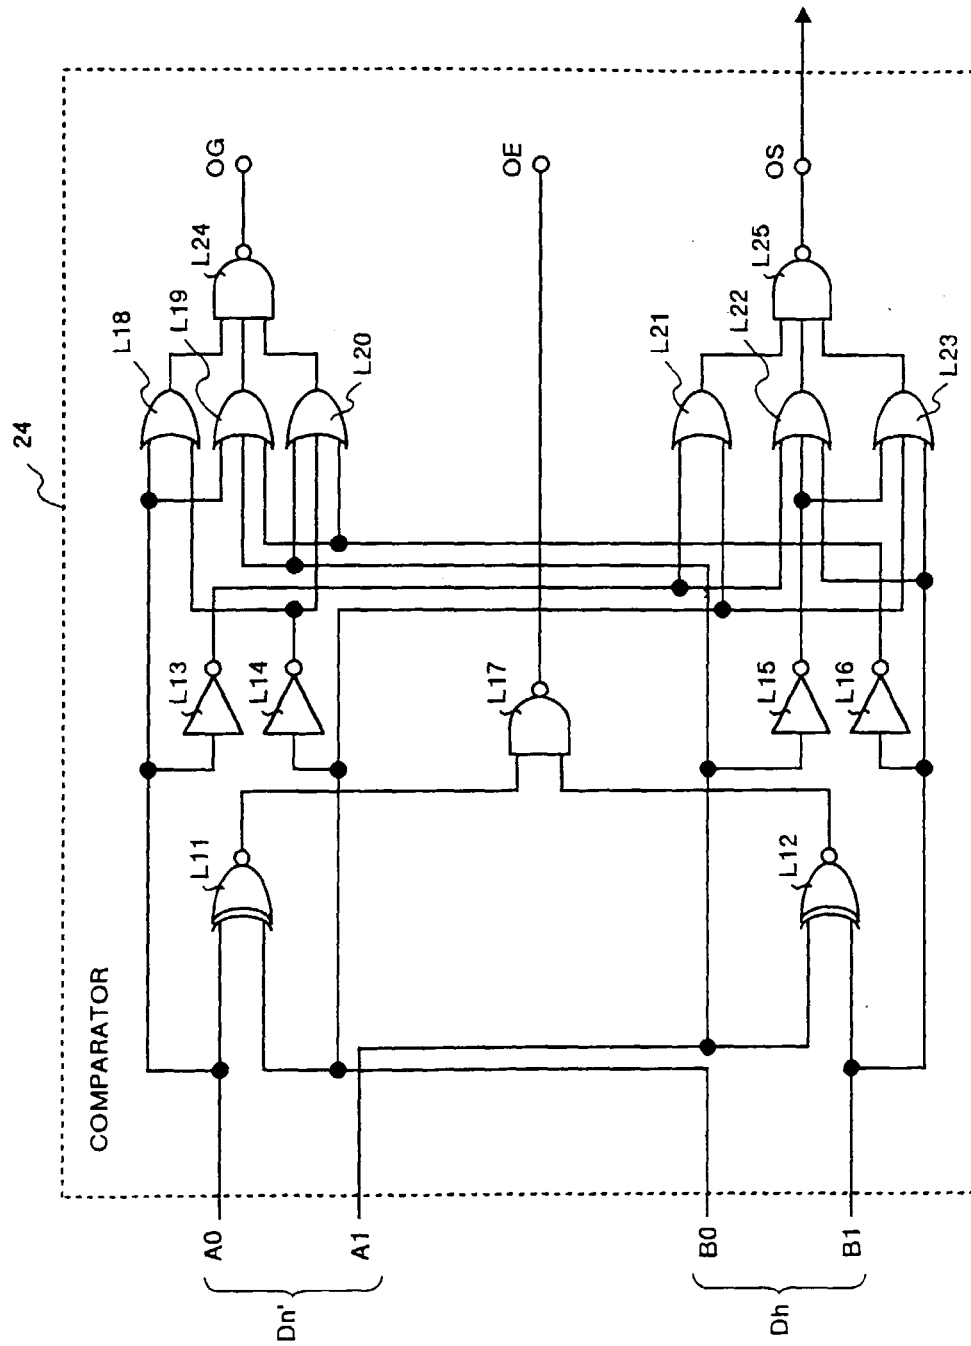 24
COMPARATOR
Dn'
A0
A1
Dh
B0
B1
L11
L12
L13
L14
L15
L16
L17
L18
L19
L20
L21
L22
L23
L24
L25
OG
OE
OS